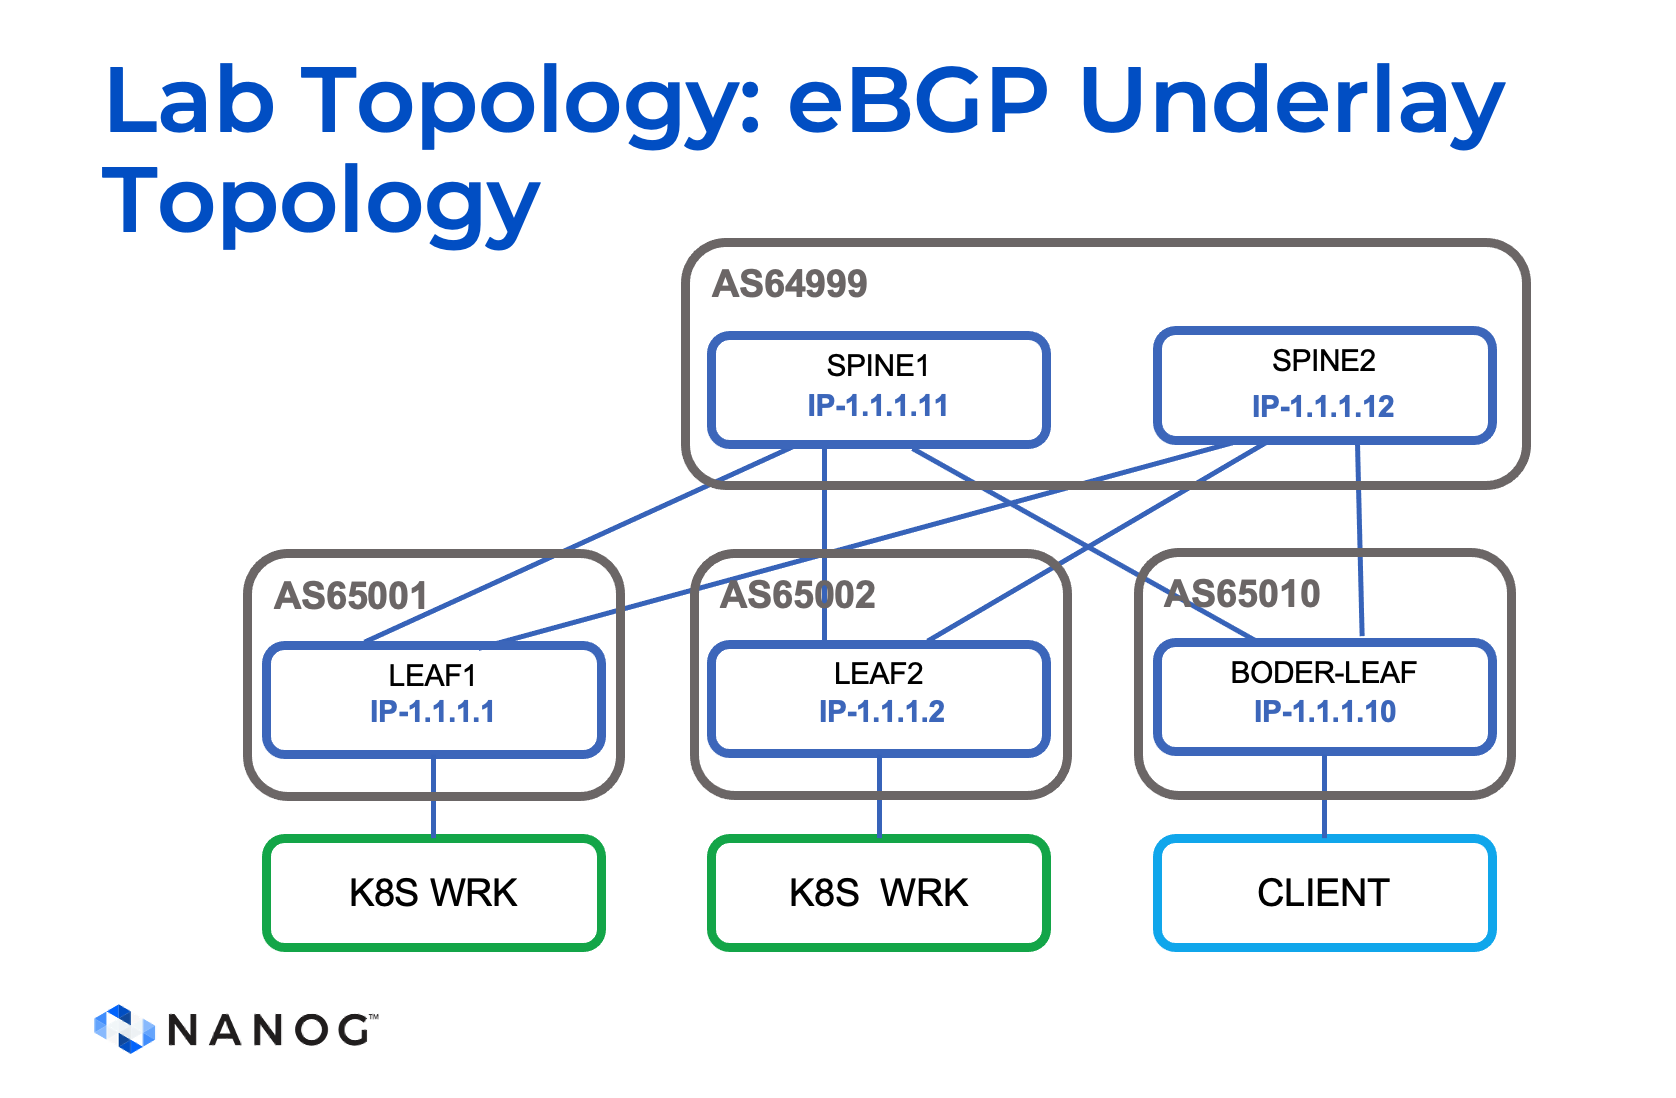 Lab Topology: eBGP Underlay
Topology
AS64999
SPINE1
IP-1.1.1.11
SPINE2
IP-1.1.1.12
AS65001
LEAF1
IP-1.1.1.1
AS65002
LEAF2
IP-1.1.1.2
AS65010
BODER-LEAF
IP-1.1.1.10
K8S WRK
K8S  WRK
CLIENT
NANOG™